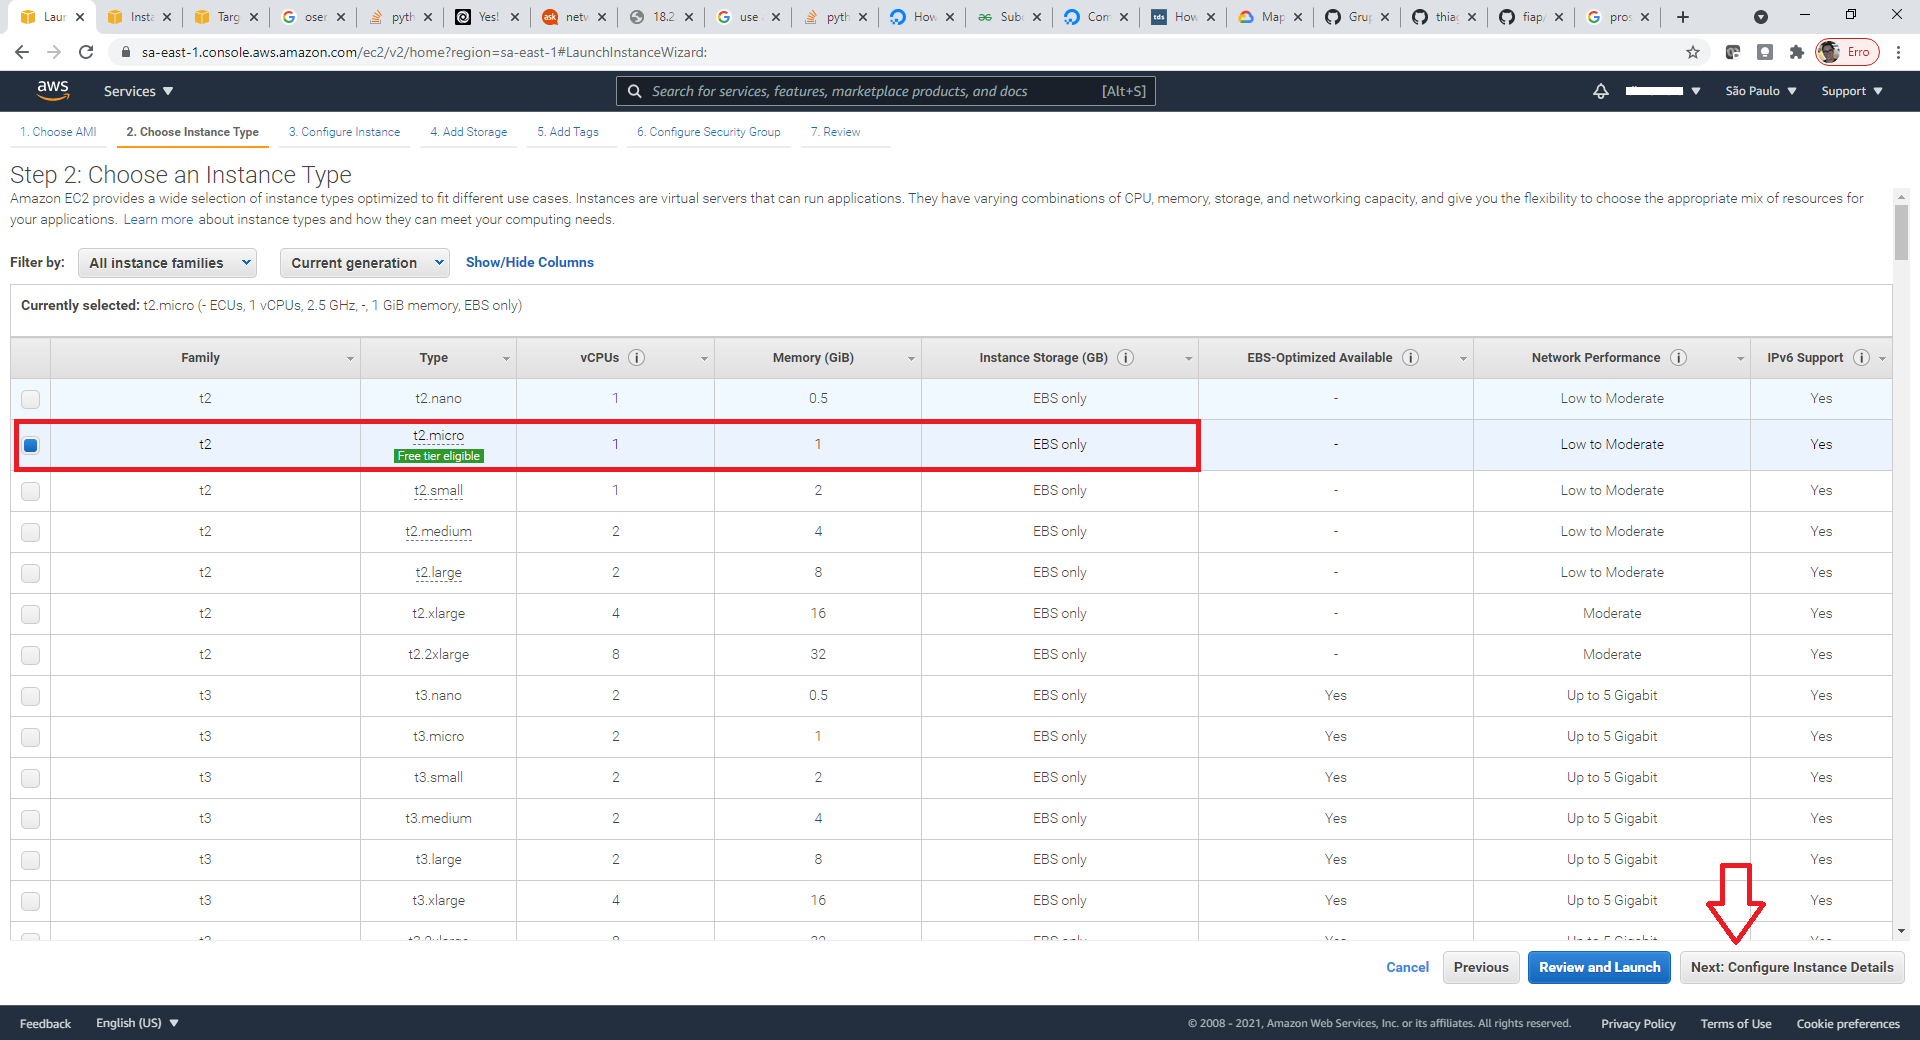 Laun
Insta
Targ
oser
pyth
Yes!
netw
18.2
use
pyth
How
Subn
Com
How
Map
Grup
thiag
fiap/
pros
sa-east-1.console.aws.amazon.com/ec2/v2/home?region=sa-east-1#LaunchInstanceWizard:
Erro
aws
Services
Search for services, features, marketplace products, and docs [Alt+S]
São Paulo
Support
1. Choose AMI
2. Choose Instance Type
3. Configure Instance
4. Add Storage
5. Add Tags
6. Configure Security Group
7. Review
Step 2: Choose an Instance Type
Amazon EC2 provides a wide selection of instance types optimized to fit different use cases. Instances are virtual servers that can run applications. They have varying combinations of CPU, memory, storage, and networking capacity, and give you the flexibility to choose the appropriate mix of resources for
your applications. Learn more about instance types and how they can meet your computing needs.
Filter by: All instance families Current generation Show/Hide Columns
Currently selected: t2.micro (- ECUs, 1 vCPUs, 2.5 GHz, -, 1 GiB memory, EBS only)
Family Type vCPUs Memory (GiB) Instance Storage (GB) EBS-Optimized Available Network Performance IPv6 Support
t2 t2.nano 1 0.5 EBS only - Low to Moderate Yes
t2 t2.micro 1 1 EBS only - Low to Moderate Yes
Free tier eligible
t2 t2.small 1 2 EBS only - Low to Moderate Yes
t2 t2.medium 2 4 EBS only - Low to Moderate Yes
t2 t2.large 2 8 EBS only - Low to Moderate Yes
t2 t2.xlarge 4 16 EBS only - Moderate Yes
t2 t2.2xlarge 8 32 EBS only - Moderate Yes
t3 t3.nano 2 0.5 EBS only Yes Up to 5 Gigabit Yes
t3 t3.micro 2 1 EBS only Yes Up to 5 Gigabit Yes
t3 t3.small 2 2 EBS only Yes Up to 5 Gigabit Yes
t3 t3.medium 2 4 EBS only Yes Up to 5 Gigabit Yes
t3 t3.large 2 8 EBS only Yes Up to 5 Gigabit Yes
t3 t3.xlarge 4 16 EBS only Yes Up to 5 Gigabit Yes
Cancel Previous Review and Launch Next: Configure Instance Details
Feedback English (US) © 2008 - 2021, Amazon Web Services, Inc. or its affiliates. All rights reserved. Privacy Policy Terms of Use Cookie preferences